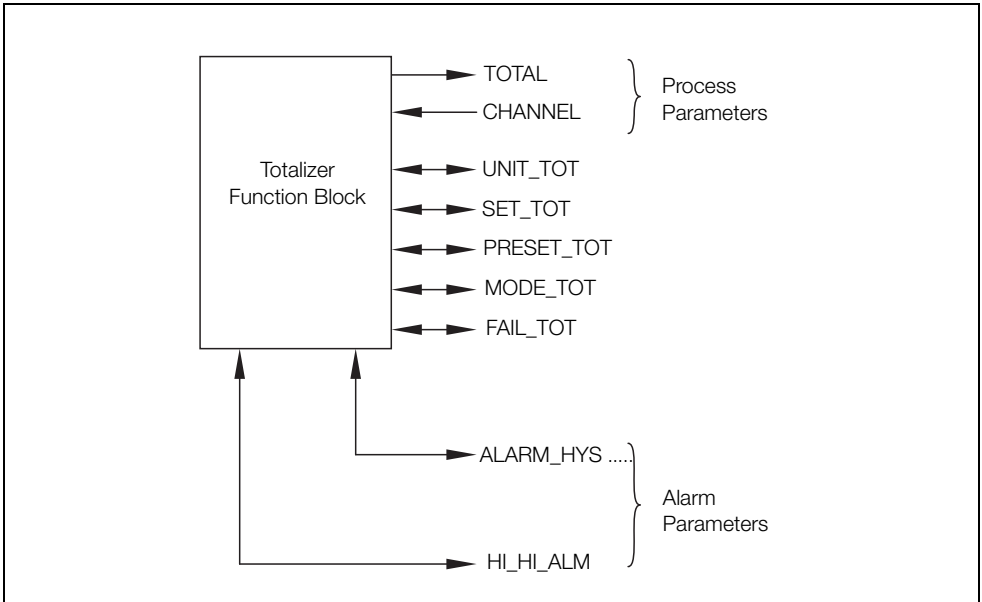 TOTAL
CHANNEL
Process
Parameters
Totalizer
Function Block
UNIT_TOT
SET_TOT
PRESET_TOT
MODE_TOT
FAIL_TOT
ALARM_HYS .....
Alarm
Parameters
HI_HI_ALM